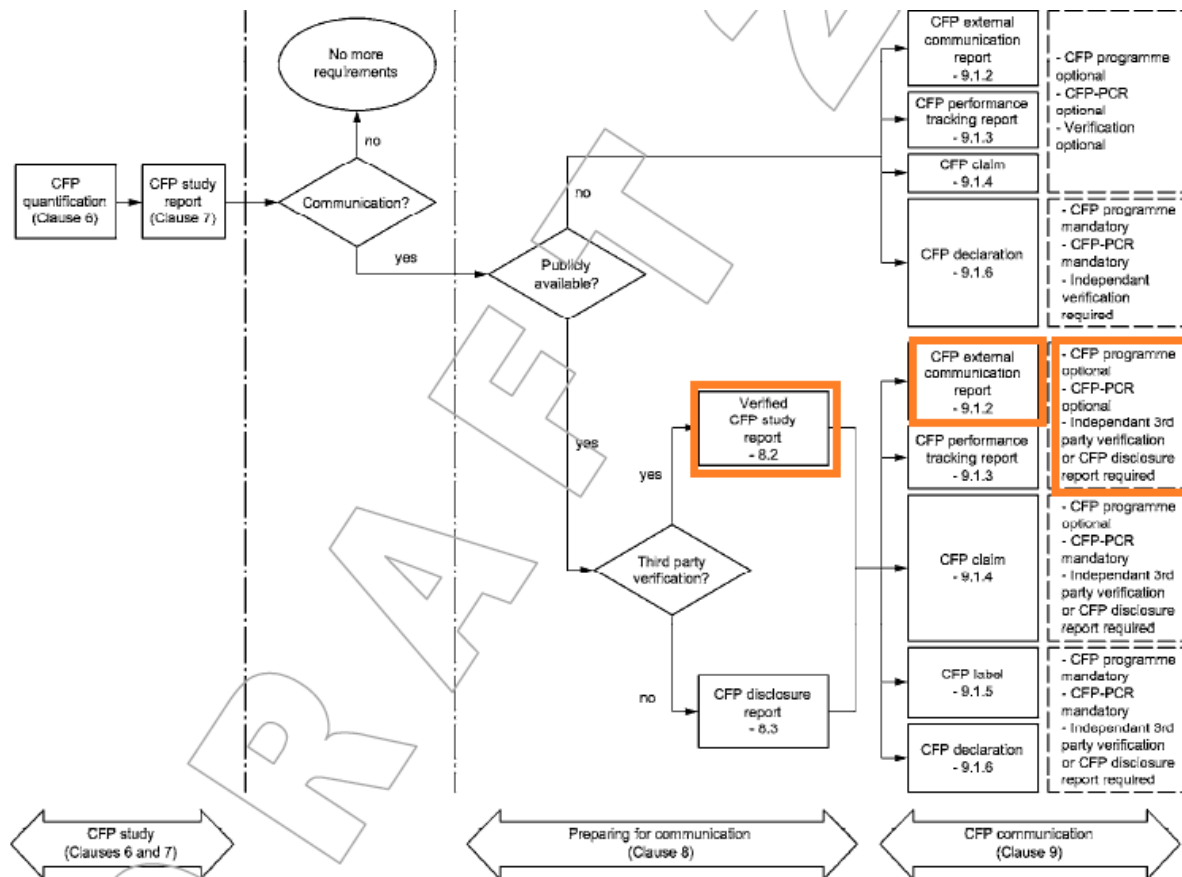 No more
requirements
no
CFP
quantification
(Clause 6)
CFP study
report
(Clause 7)
Communication?
yes
Publicly
available?
no
yes
Third party
verification?
yes
Verified
CFP study
report
- 8.2
no
CFP disclosure
report
- 8.3
CFP external
communication
report
- 9.1.2
CFP performance
tracking report
- 9.1.3
CFP claim
- 9.1.4
- CFP programme
optional
- CFP-PCR
optional
- Verification
optional
CFP declaration
- 9.1.6
- CFP programme
mandatory
- CFP-PCR
mandatory
- Independant
verification
required
CFP external
communication
report
- 9.1.2
CFP performance
tracking report
- 9.1.3
- CFP programme
optional
- CFP-PCR
optional
- Independant 3rd
party verification
or CFP disclosure
report required
CFP claim
- 9.1.4
- CFP programme
optional
- CFP-PCR
mandatory
- Independant 3rd
party verification
or CFP disclosure
report required
CFP label
- 9.1.5
CFP declaration
- 9.1.6
- CFP programme
mandatory
- CFP-PCR
mandatory
- Independant 3rd
party verification
or CFP disclosure
report required
CFP study
(Clauses 6 and 7)
Preparing for communication
(Clause 8)
CFP communication
(Clause 9)
R A F T